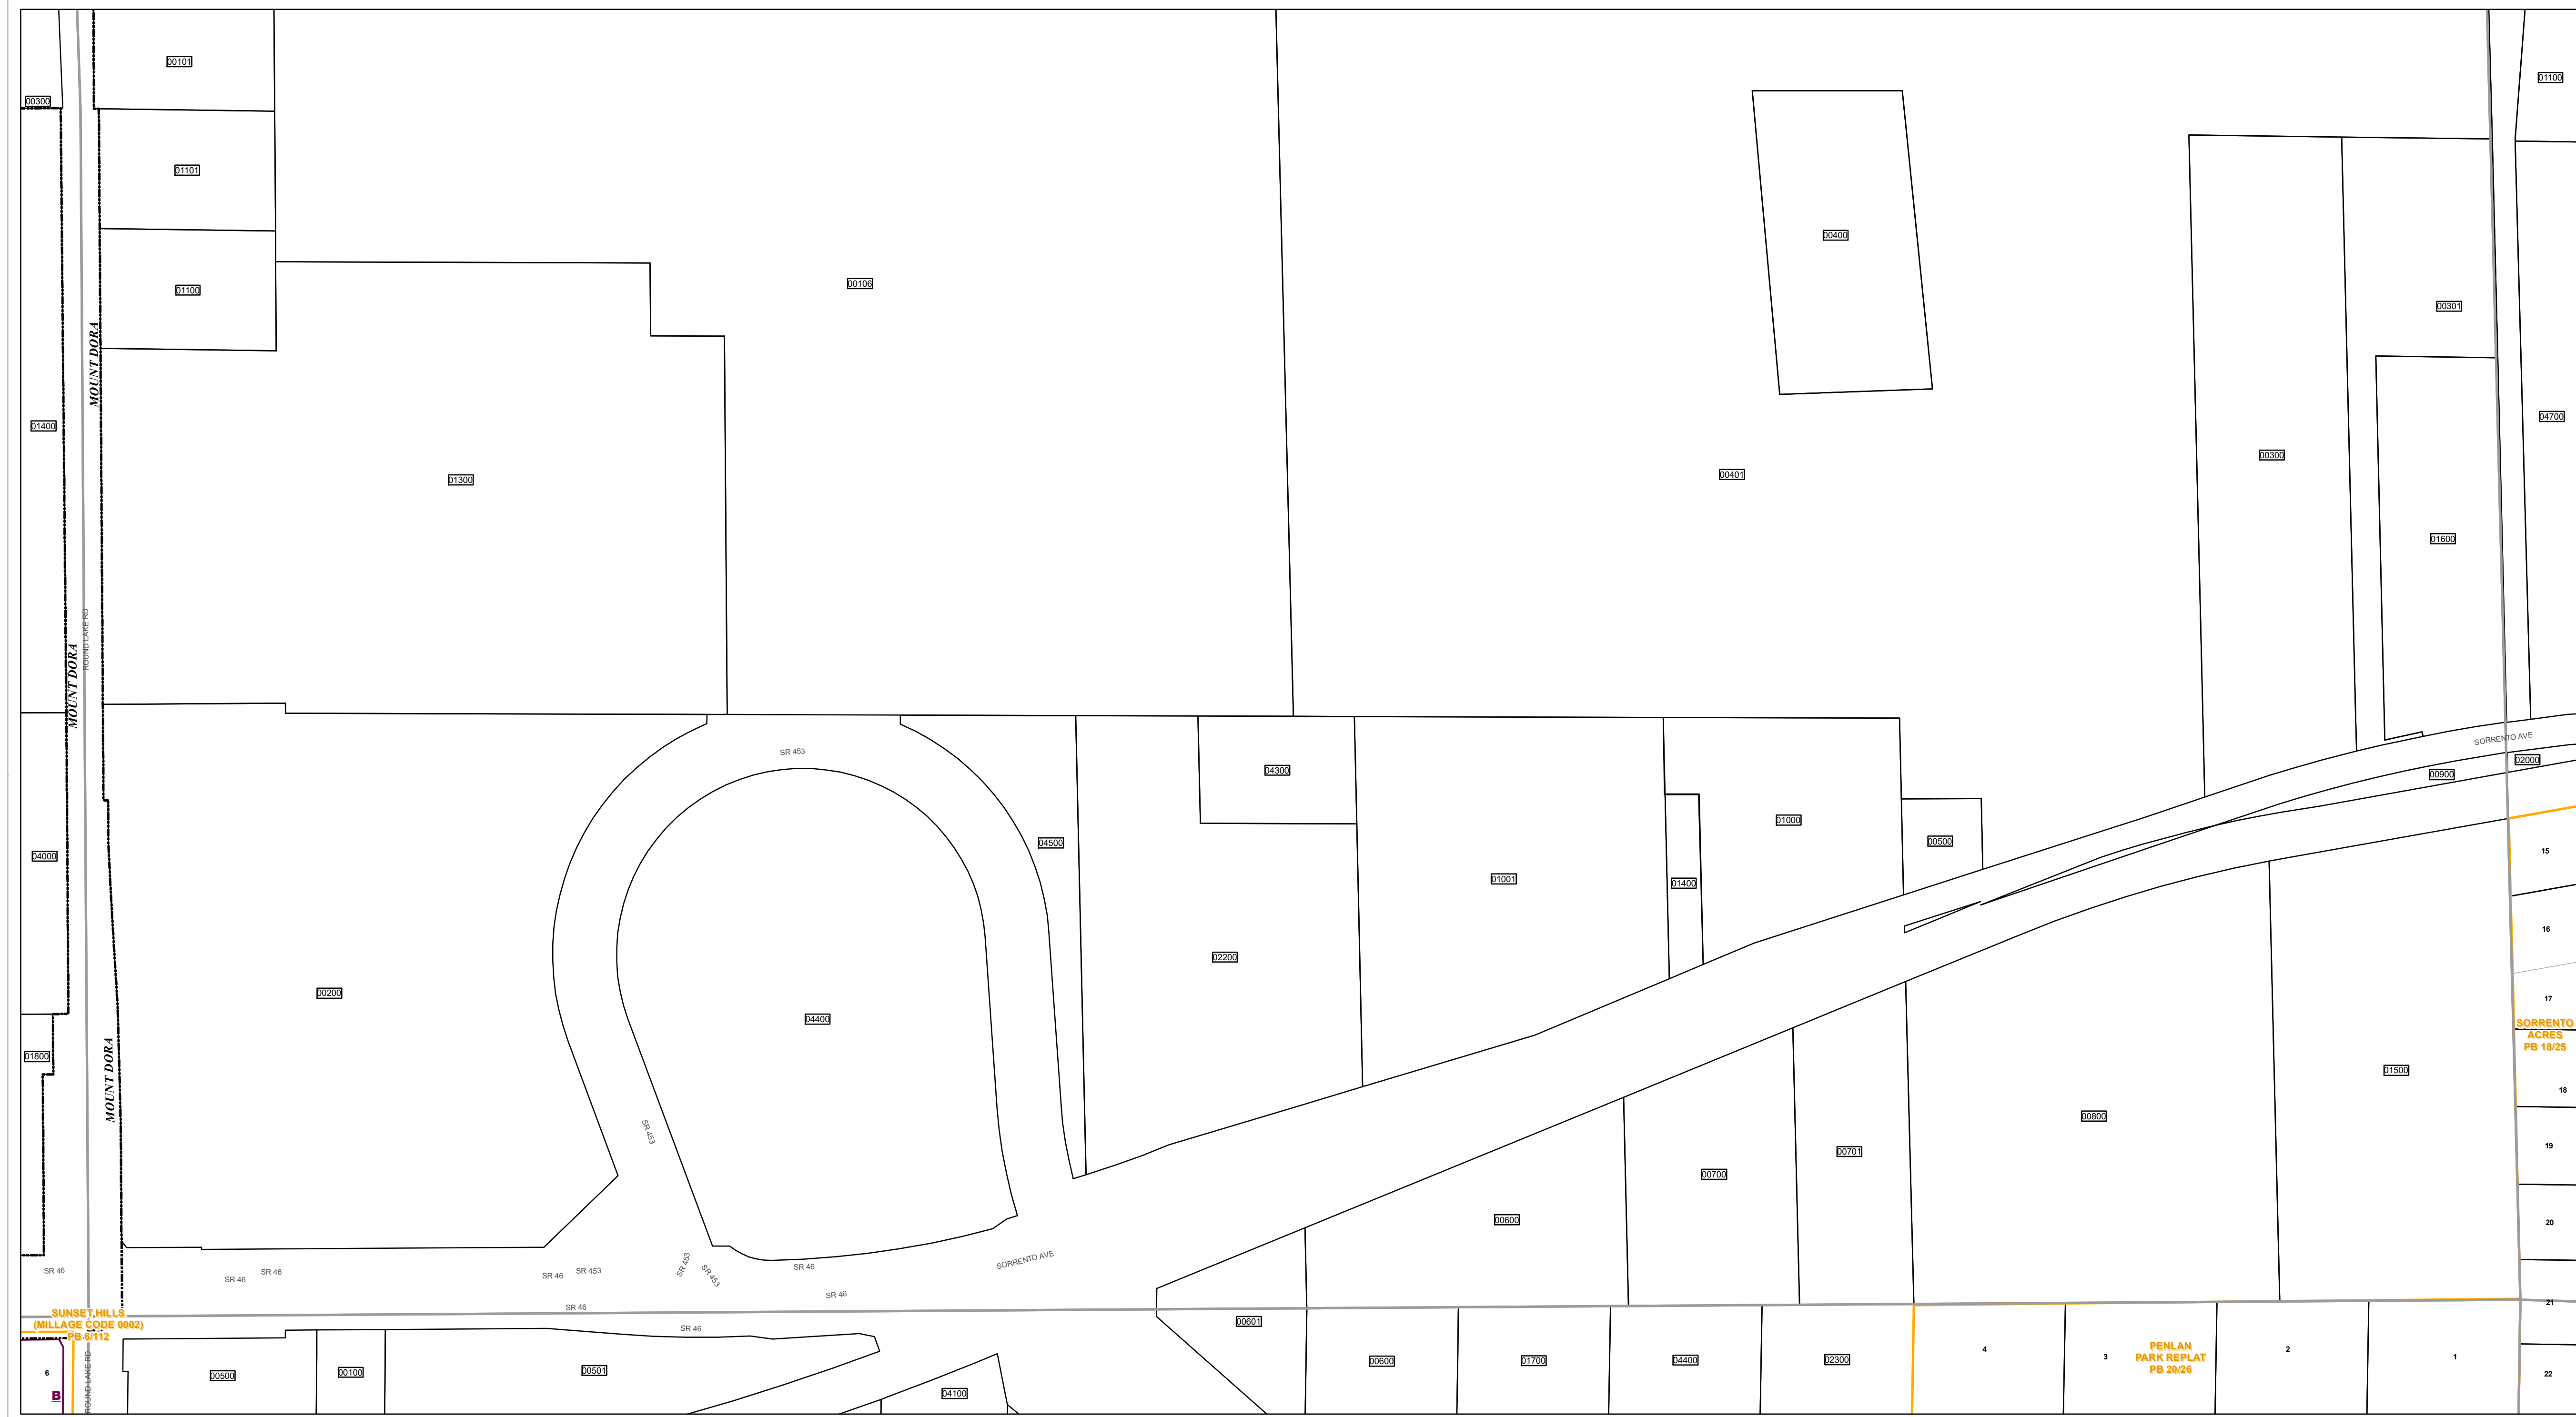 00101
01100
00300
01101
00400
00106
01100
00301
MOUNT DORA
01400
04700
00300
00401
01300
01600
ROUND LAKE RD
MOUNT DORA
SORRENTO AVE
SR 453
02000
04300
00900
01000
00500
04500
15
04000
01001
01400
16
02200
00200
17
04400
SORRENTO
ACRES
PB 18/25
01800
MOUNT DORA
01500
18
00800
SR 453
19
00701
00700
00600
20
SORRENTO AVE
SR 453
SR 453
SR 46
SR 46
SR 46
SR 46
SR 453
SR 46
SR 46
SR 46
21
SUNSET HILLS
(MILLAGE CODE 0002)
PB 6/112
00601
SR 46
PENLAN
PARK REPLAT
PB 20/26
4
3
2
1
00600
01700
04400
02300
ROUND LAKE RD
6
00500
00100
00501
22
B
04100